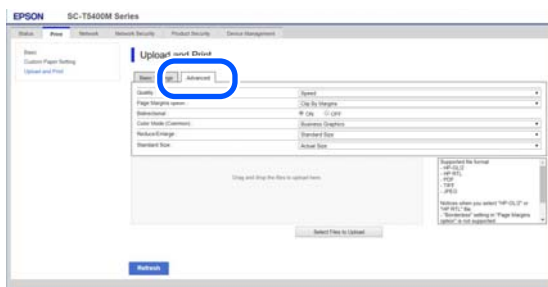 EPSON SC-T5400M Series
Status Print Network Network Security Product Security Device Management
Basic
Custom Paper Setting
Upload and Print
Upload and Print
Basic Advanced
Quality : Speed
Page Margins option : Clip By Margins
Bidirectional : ON OFF
Color Mode (Common) : Business Graphics
Reduce/Enlarge : Standard Size
Standard Size : Actual Size
Drag and drop the files to upload here.
Supported file format
- HP-GL/2
- HP RTL
- PDF
- TIFF
- JPEG
Notices when you select "HP-GL/2" or
"HP RTL" file
- "Borderless" setting in "Page Margins
option" is not supported.
Select Files to Upload
Refresh